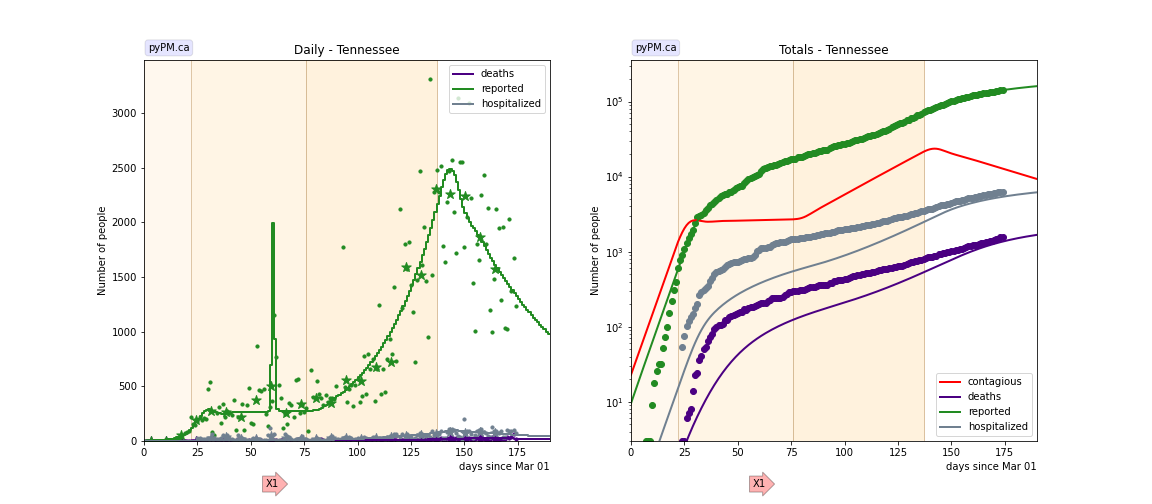 pyPM.ca
Daily - Tennessee
deaths
reported
hospitalized
Number of people
3000
2500
2000
1500
1000
500
0
0 25 50 75 100 125 150 175
days since Mar 01
X1
pyPM.ca
Totals - Tennessee
Number of people
10^5
10^4
10^3
10^2
10^1
contagious
deaths
reported
hospitalized
0 25 50 75 100 125 150 175
days since Mar 01
X1